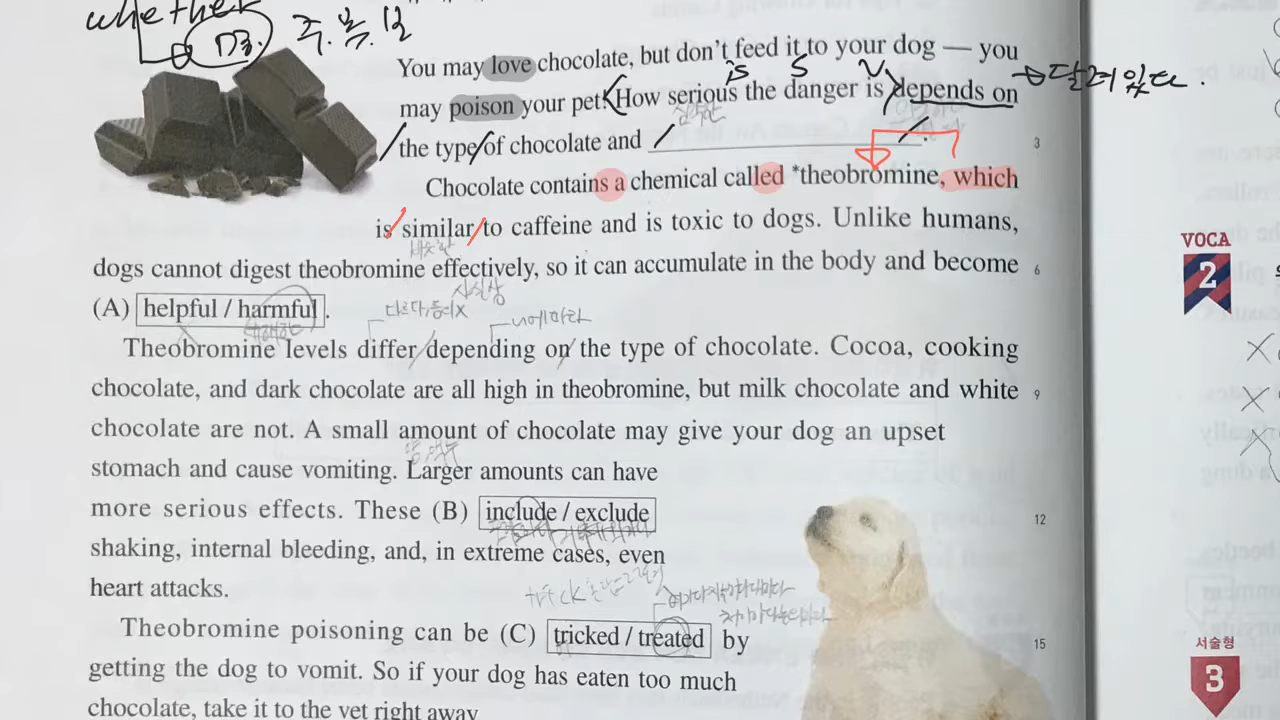 whether
주.목.보
You may love chocolate, but don't feed it to your dog — you
is S V
may poison your pet. How serious the danger is depends on → 달려 있다.
심각한
the type of chocolate and
3
Chocolate contains a chemical called *theobromine, which
is similar to caffeine and is toxic to dogs. Unlike humans,
비슷한
VOCA
2
dogs cannot digest theobromine effectively, so it can accumulate in the body and become 6
(A) helpful / harmful.
Theobromine levels differ depending on the type of chocolate. Cocoa, cooking
chocolate, and dark chocolate are all high in theobromine, but milk chocolate and white 9
chocolate are not. A small amount of chocolate may give your dog an upset
stomach and cause vomiting. Larger amounts can have
more serious effects. These (B) include / exclude 12
shaking, internal bleeding, and, in extreme cases, even
heart attacks.
Theobromine poisoning can be (C) tricked / treated by 15
getting the dog to vomit. So if your dog has eaten too much
chocolate, take it to the vet right away
서술형
3